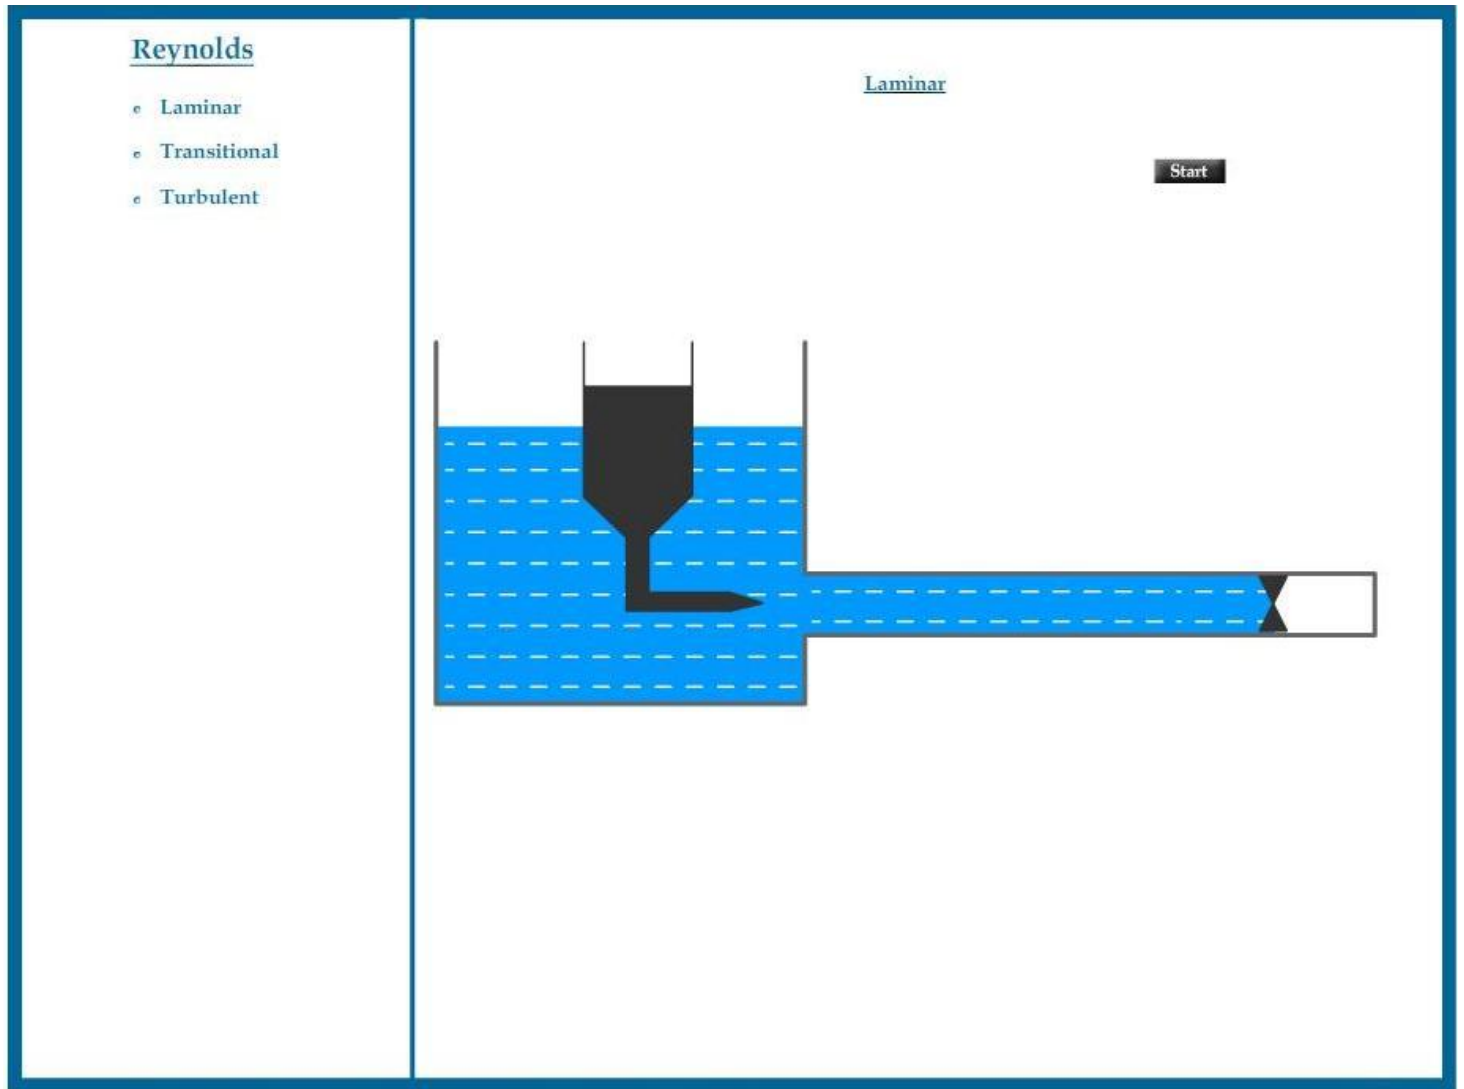 Reynolds
Laminar
Transitional
Turbulent
Laminar
Start